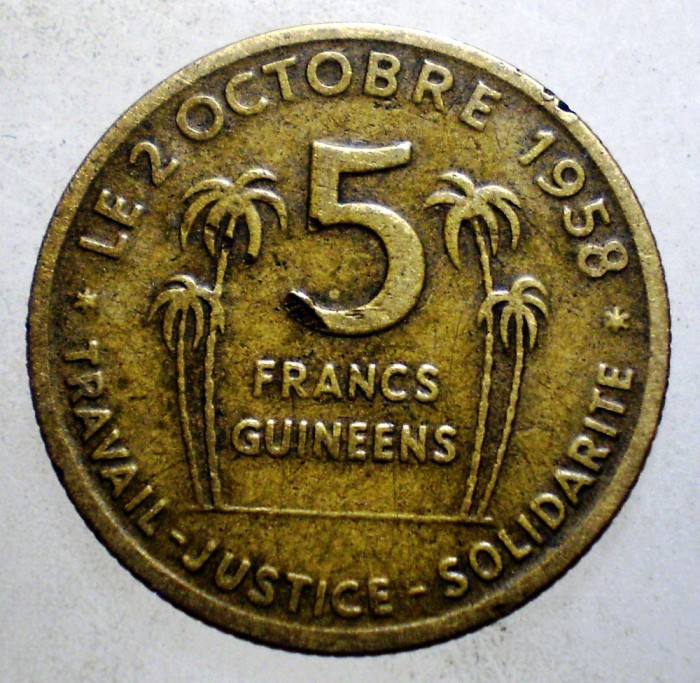 LE 2 OCTOBRE 1958
5
FRANCS
GUINEENS
* TRAVAIL - JUSTICE - SOLIDARITE *